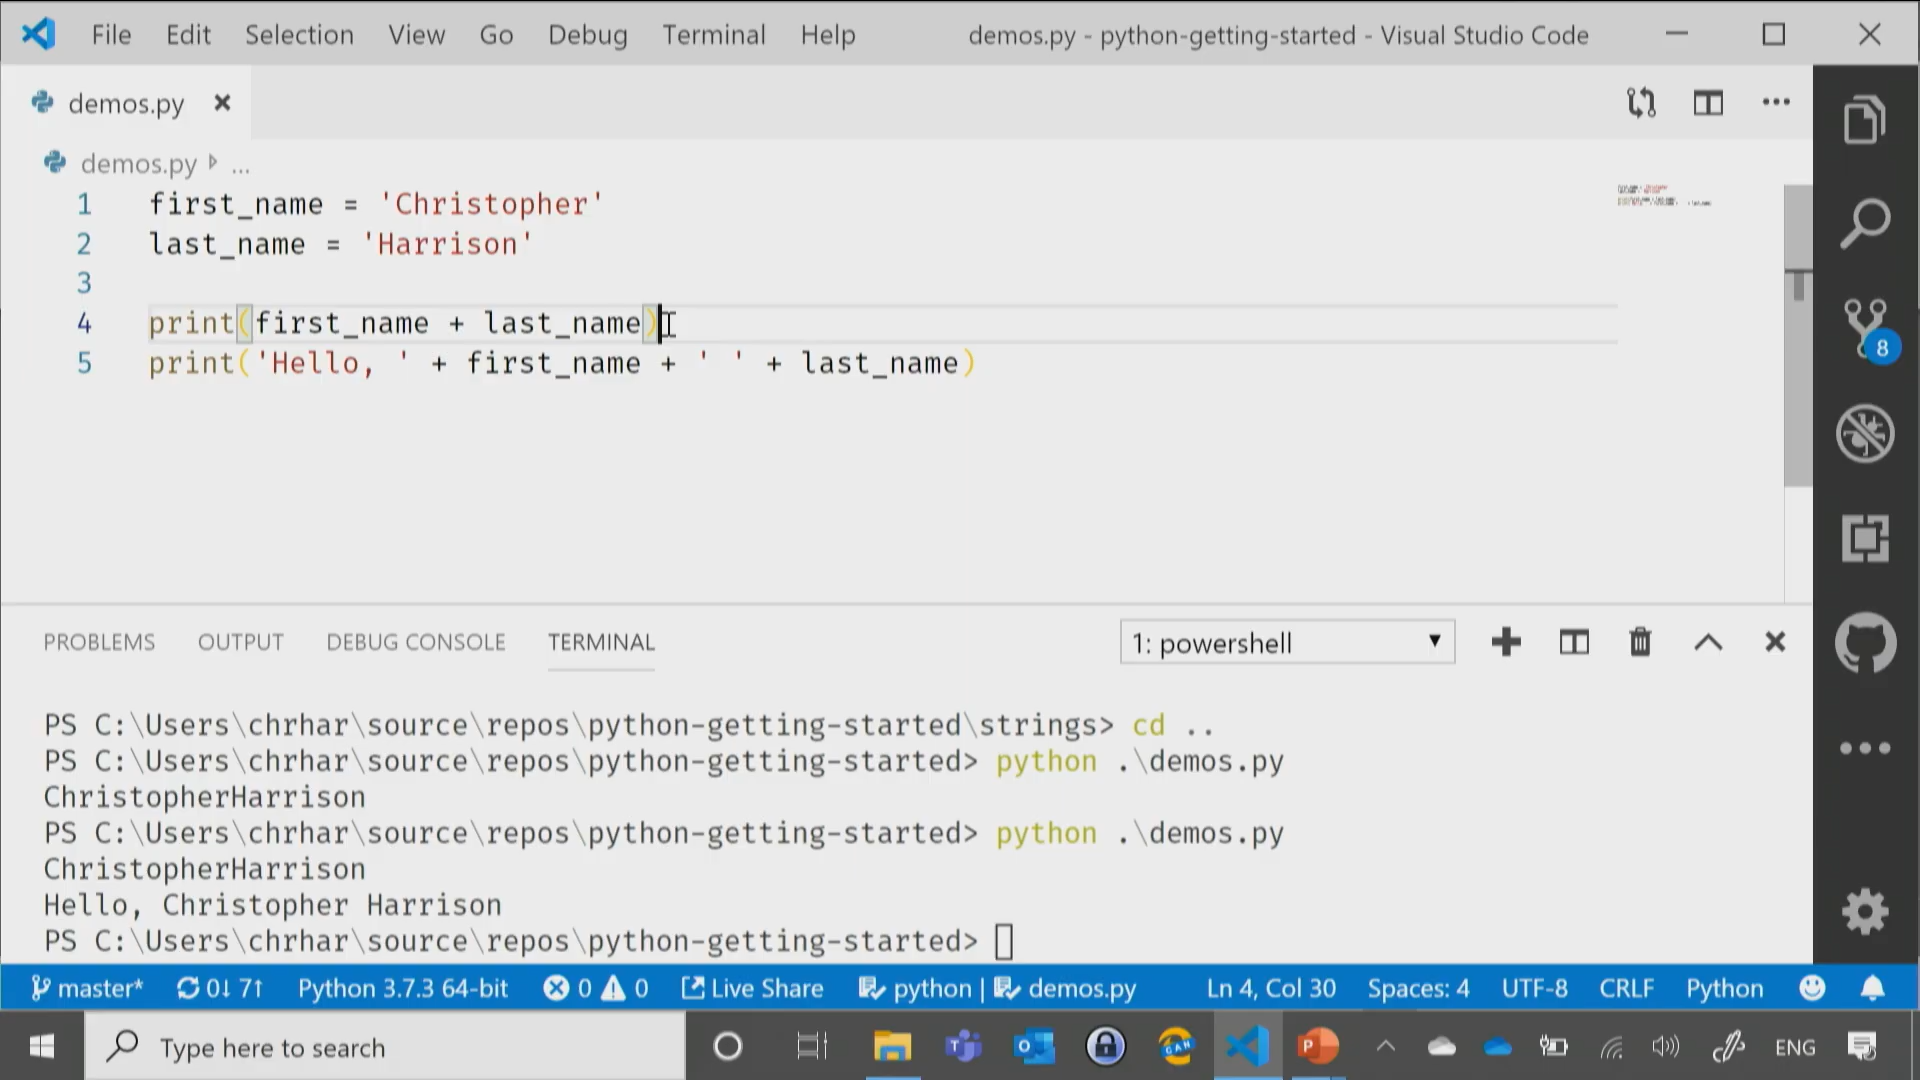 File Edit Selection View Go Debug Terminal Help demos.py - python-getting-started - Visual Studio Code
demos.py
demos.py ...
1 first_name = 'Christopher'
2 last_name = 'Harrison'
3
4 print(first_name + last_name)
5 print('Hello, ' + first_name + ' ' + last_name)
8
PROBLEMS OUTPUT DEBUG CONSOLE TERMINAL 1: powershell
PS C:\Users\chrhar\source\repos\python-getting-started\strings> cd ..
PS C:\Users\chrhar\source\repos\python-getting-started> python .\demos.py
ChristopherHarrison
PS C:\Users\chrhar\source\repos\python-getting-started> python .\demos.py
ChristopherHarrison
Hello, Christopher Harrison
PS C:\Users\chrhar\source\repos\python-getting-started>
master* 0↓ 7↑ Python 3.7.3 64-bit 0 0 Live Share python | demos.py Ln 4, Col 30 Spaces: 4 UTF-8 CRLF Python
Type here to search ENG